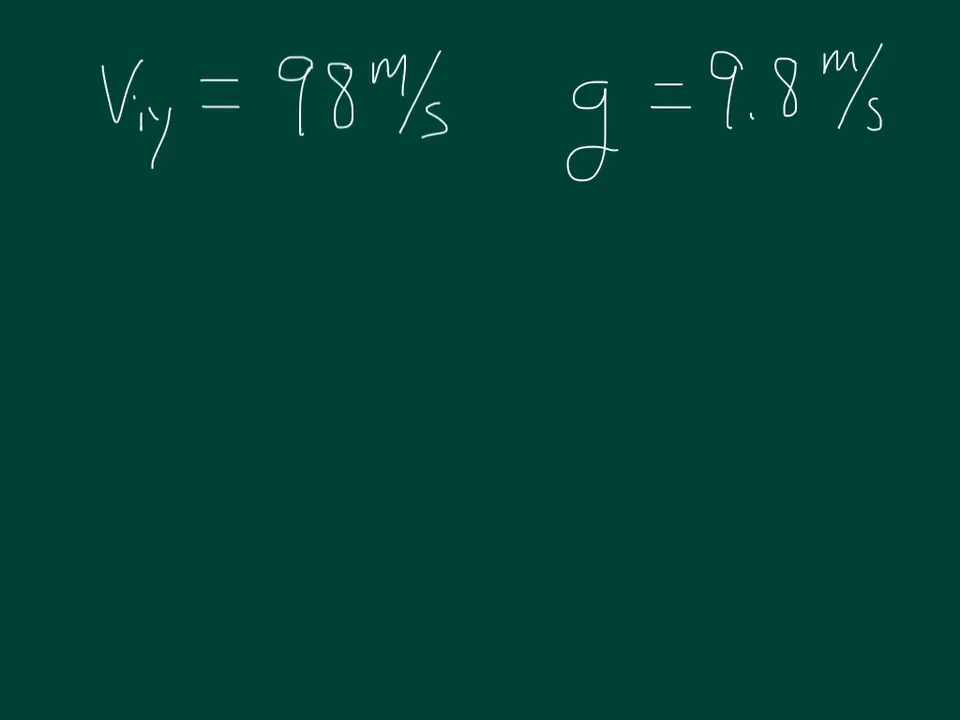 Viy = 98 m/s g = 9.8 m/s